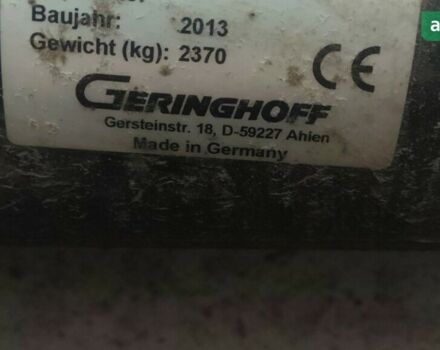 Baujahr: 2013
Gewicht (kg): 2370
CE
GERINGHOFF
Gersteinstr. 18, D-59227 Ahlen
Made in Germany